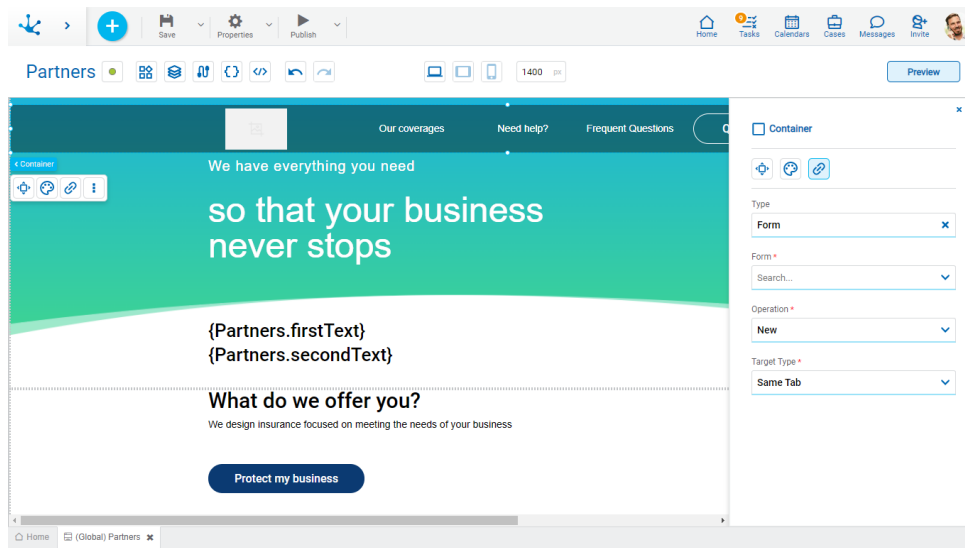 Save
Properties
Publish
Home
9
Tasks
Calendars
Cases
Messages
Invite
Partners
1400 px
Preview
Our coverages
Need help?
Frequent Questions
Q
< Container
We have everything you need
so that your business
never stops
{Partners.firstText}
{Partners.secondText}
What do we offer you?
We design insurance focused on meeting the needs of your business
Protect my business
Container
Type
Form
Form *
Search...
Operation *
New
Target Type *
Same Tab
Home
(Global) Partners